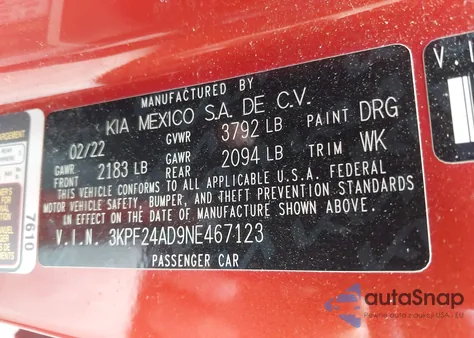 MANUFACTURED BY
KIA MEXICO S.A. DE C.V.
02/22 GVWR 3792 LB PAINT DRG
GAWR FRONT 2183 LB GAWR REAR 2094 LB TRIM WK
THIS VEHICLE CONFORMS TO ALL APPLICABLE U.S.A. FEDERAL
MOTOR VEHICLE SAFETY, BUMPER, AND THEFT PREVENTION STANDARDS
IN EFFECT ON THE DATE OF MANUFACTURE SHOWN ABOVE.
V.I.N. 3KPF24AD9NE467123
PASSENGER CAR
7610
V.I
autaSnap